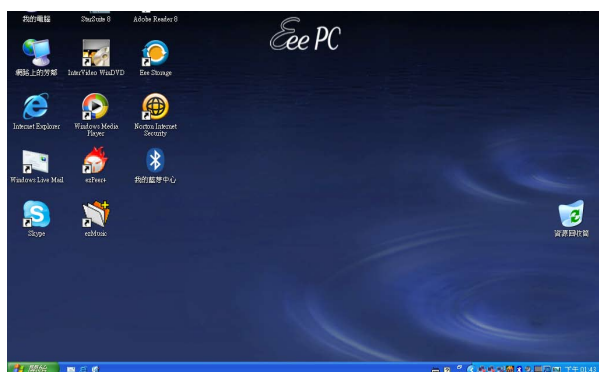 Eee PC
我的電腦
StarSuite 8
Adobe Reader 8
網路上的芳鄰
InterVideo WinDVD
Eee Storage
Internet Explorer
Windows Media
Player
Norton Internet
Security
Windows Live Mail
ezPeer+
我的藍芽中心
Skype
ezMusic
資源回收筒
開始
下午 01:43